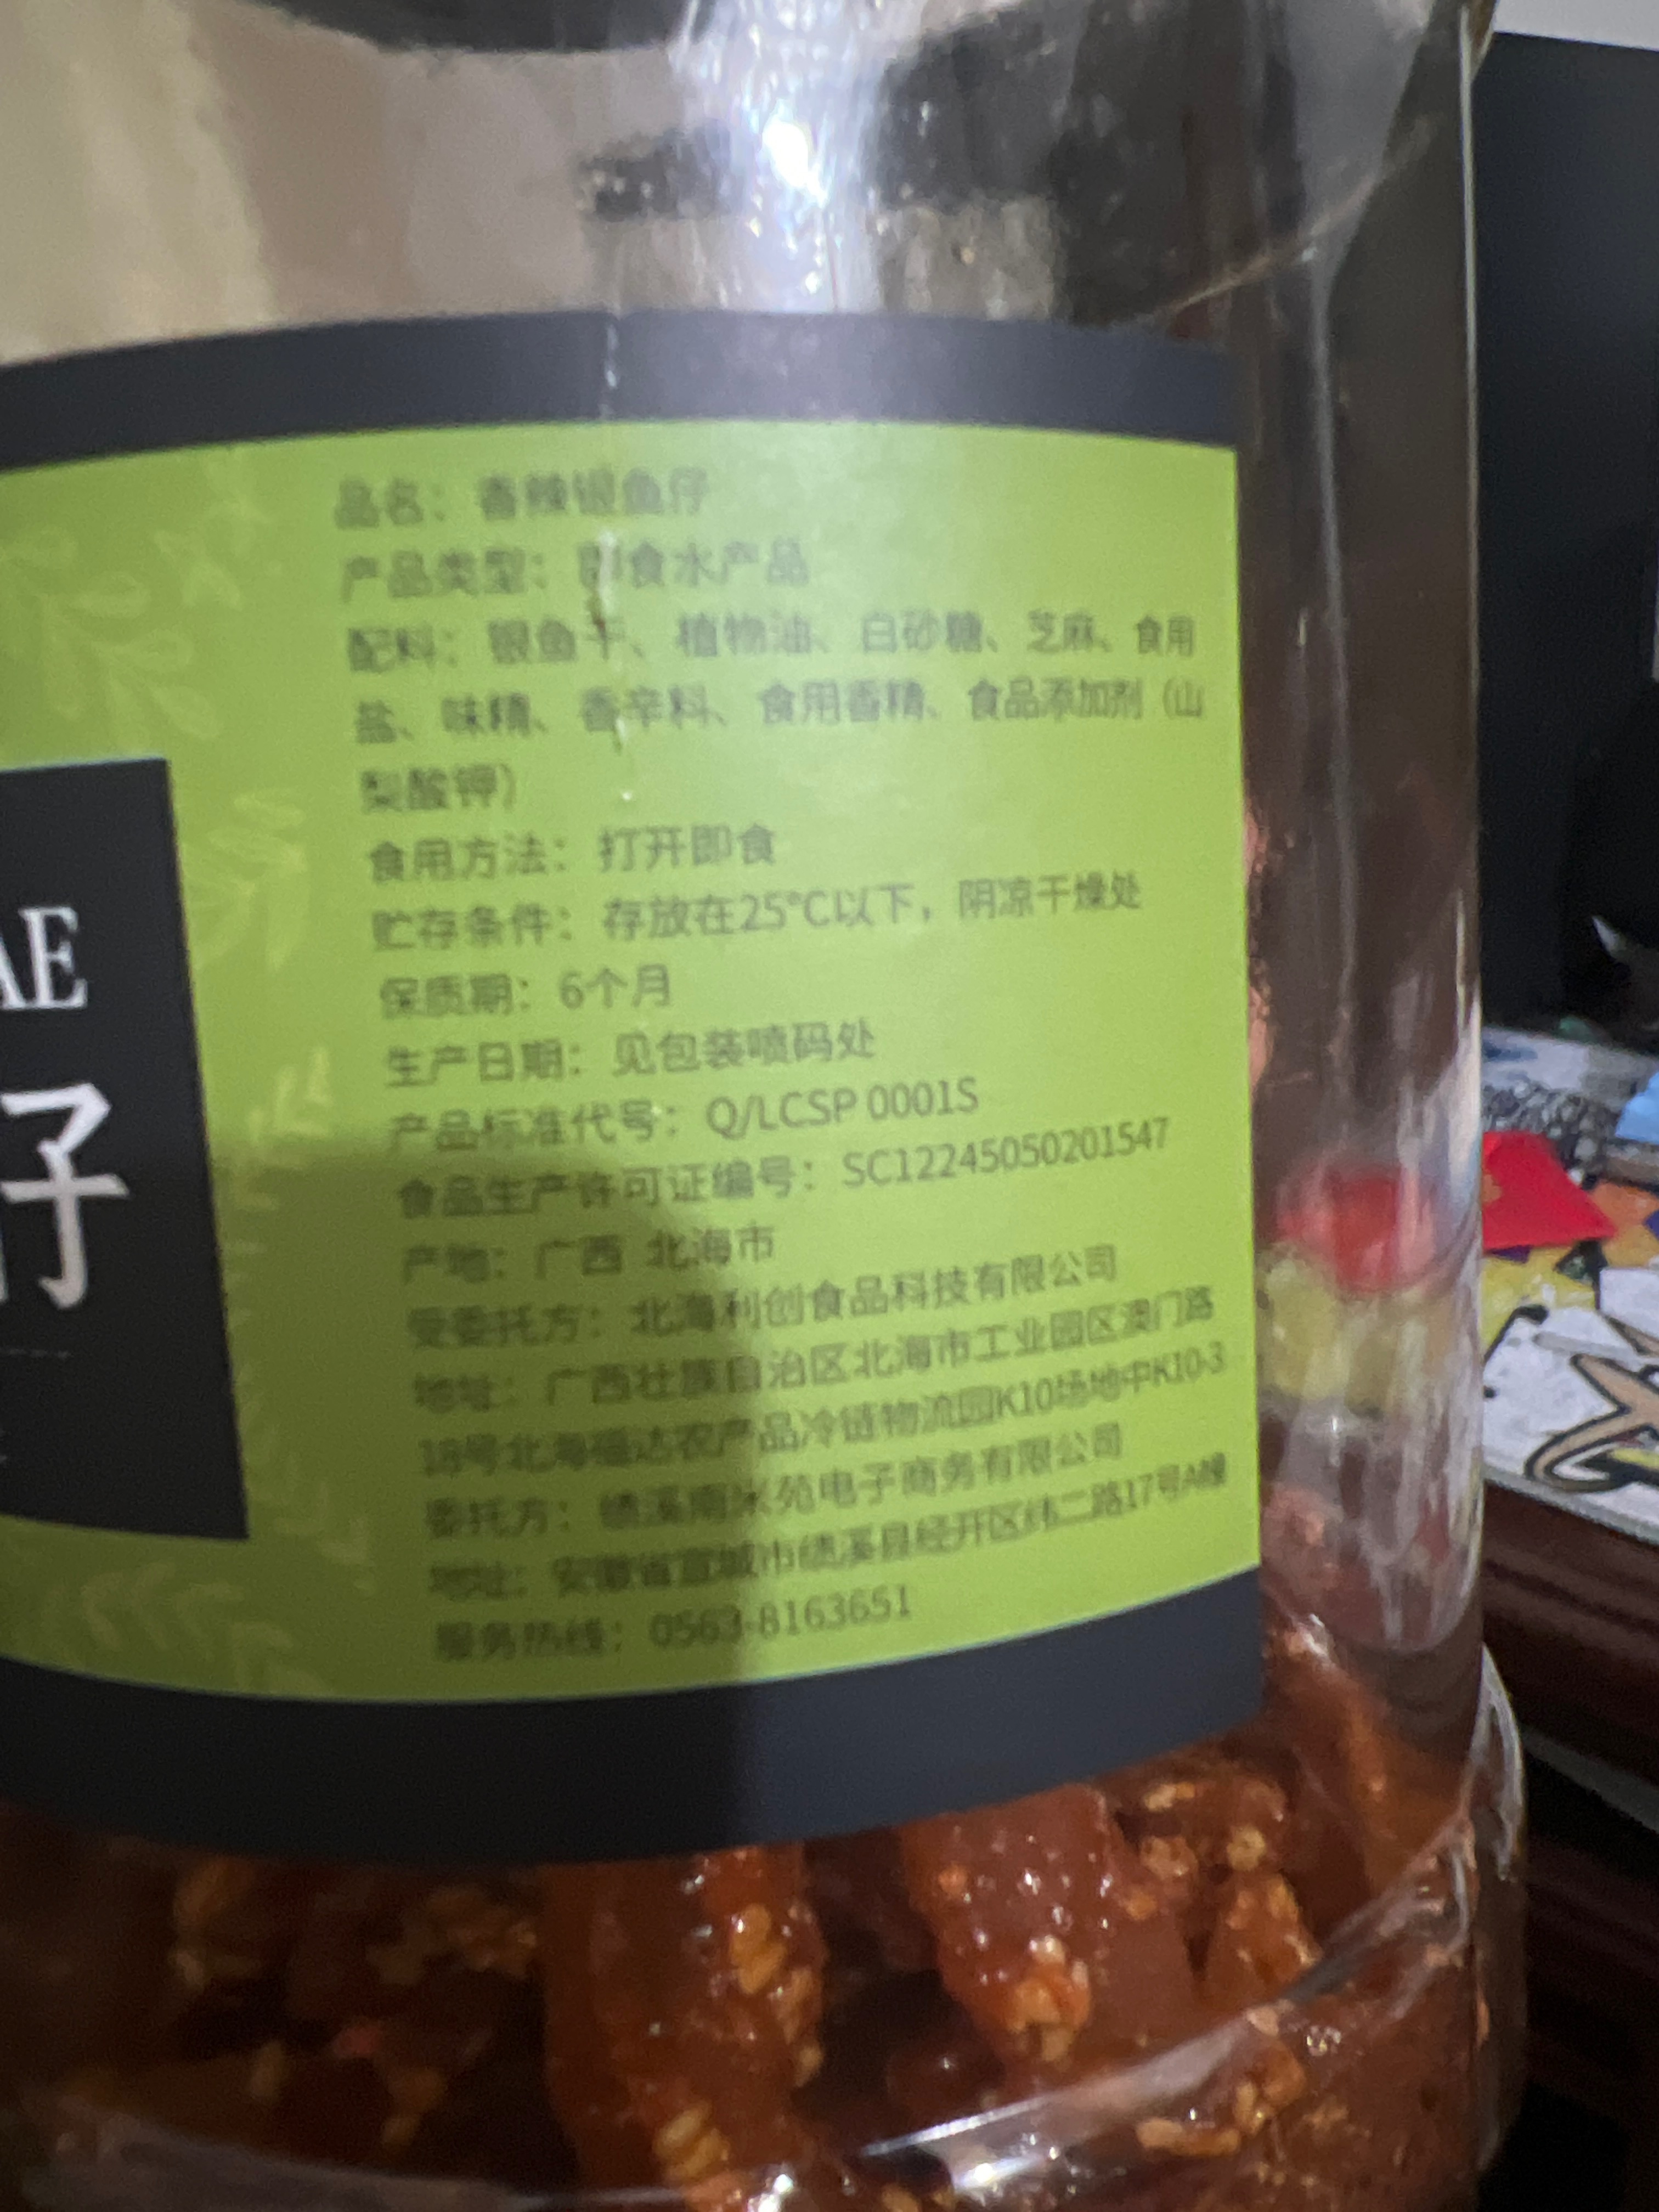 AE
仔
品名：香辣银鱼仔
产品类型：即食水产品
配料：银鱼干、植物油、白砂糖、芝麻、食用
盐、味精、香辛料、食用香精、食品添加剂（山
梨酸钾）
食用方法：打开即食
贮存条件：存放在25℃以下，阴凉干燥处
保质期：6个月
生产日期：见包装喷码处
产品标准代号：Q/LCSP 0001S
食品生产许可证编号：SC12245050201547
产地：广西 北海市
受委托方：北海利创食品科技有限公司
地址：广西壮族自治区北海市工业园区澳门路
18号北海福达农产品冷链物流园K10场地中K10-3
委托方：绩溪南米苑电子商务有限公司
地址：安徽省宣城市绩溪县经开区纬二路17号A幢
服务热线：0563-8163651